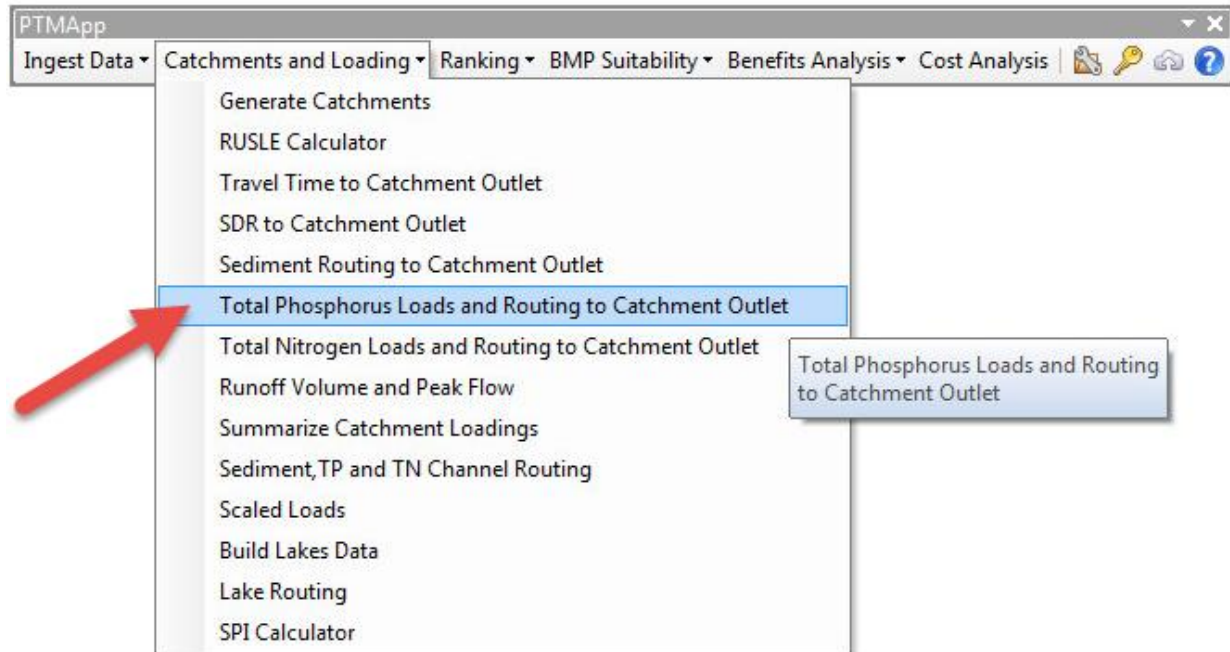 PTMApp
Ingest Data Catchments and Loading Ranking BMP Suitability Benefits Analysis Cost Analysis
Generate Catchments
RUSLE Calculator
Travel Time to Catchment Outlet
SDR to Catchment Outlet
Sediment Routing to Catchment Outlet
Total Phosphorus Loads and Routing to Catchment Outlet
Total Nitrogen Loads and Routing to Catchment Outlet
Total Phosphorus Loads and Routing
to Catchment Outlet
Runoff Volume and Peak Flow
Summarize Catchment Loadings
Sediment,TP and TN Channel Routing
Scaled Loads
Build Lakes Data
Lake Routing
SPI Calculator